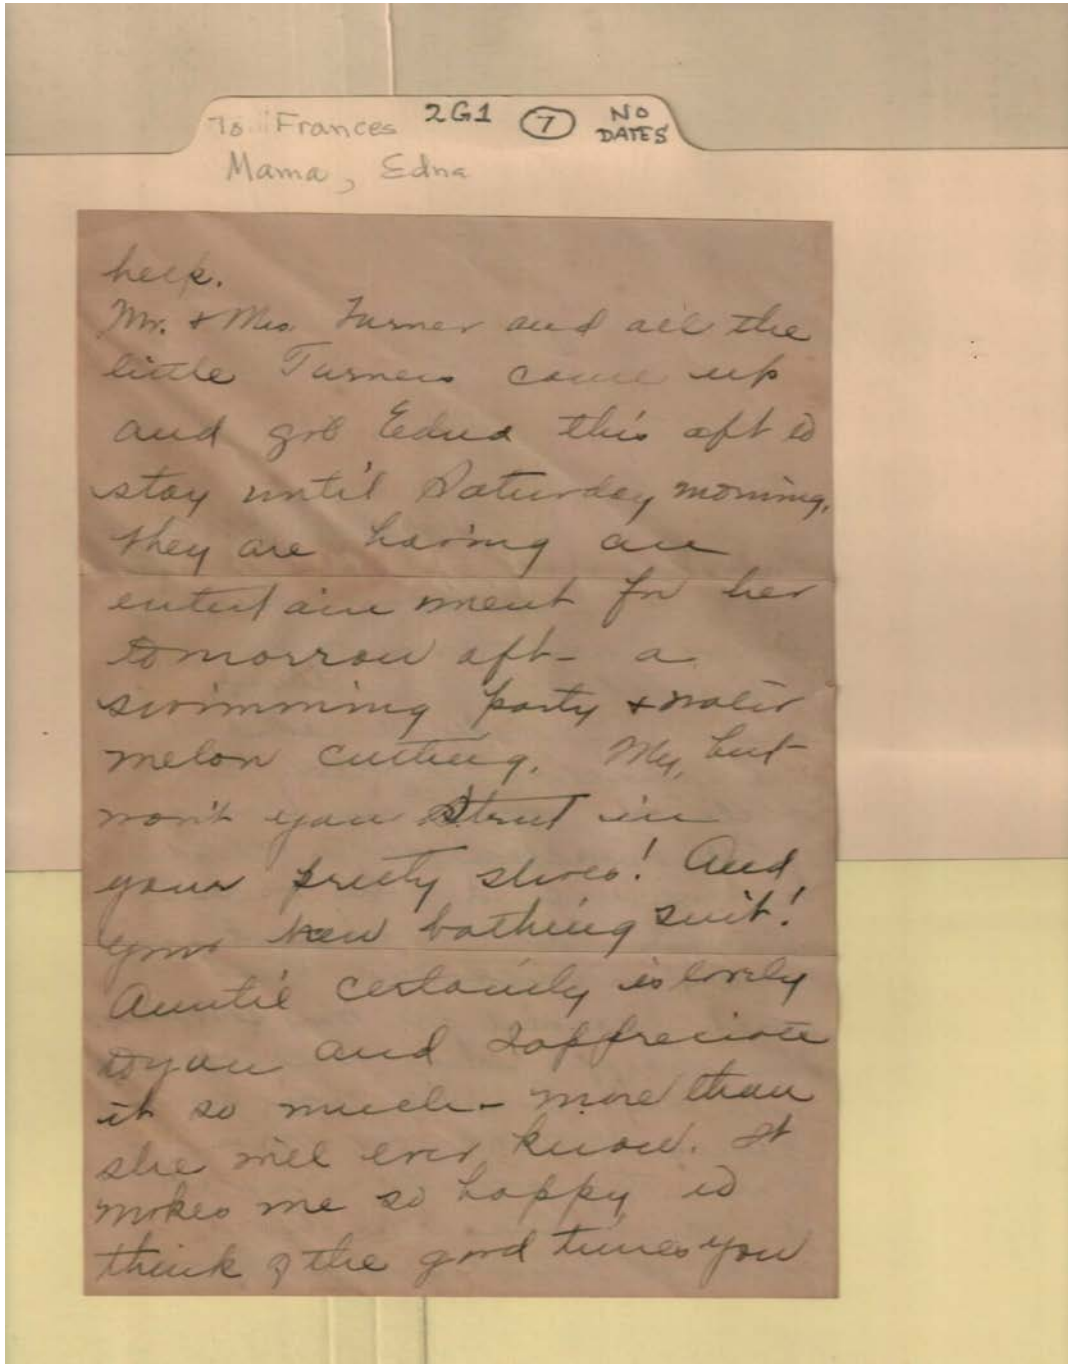 To Frances 2G1 7 NO
DATES
Mama, Edna
help.
Mr. & Mrs. Turner and all the
little Turners came up
and got Edna this aft to
stay until Saturday morning.
they are having an
entertainment for her
tomorrow aft - a
swimming party & water
melon cutting. My, but
won't you strut in
your pretty shoes! And
your new bathing suit!
Auntie certainly is lovely
to you and I appreciate
it so much - more than
she will ever know. It
makes me so happy to
think of the good times you